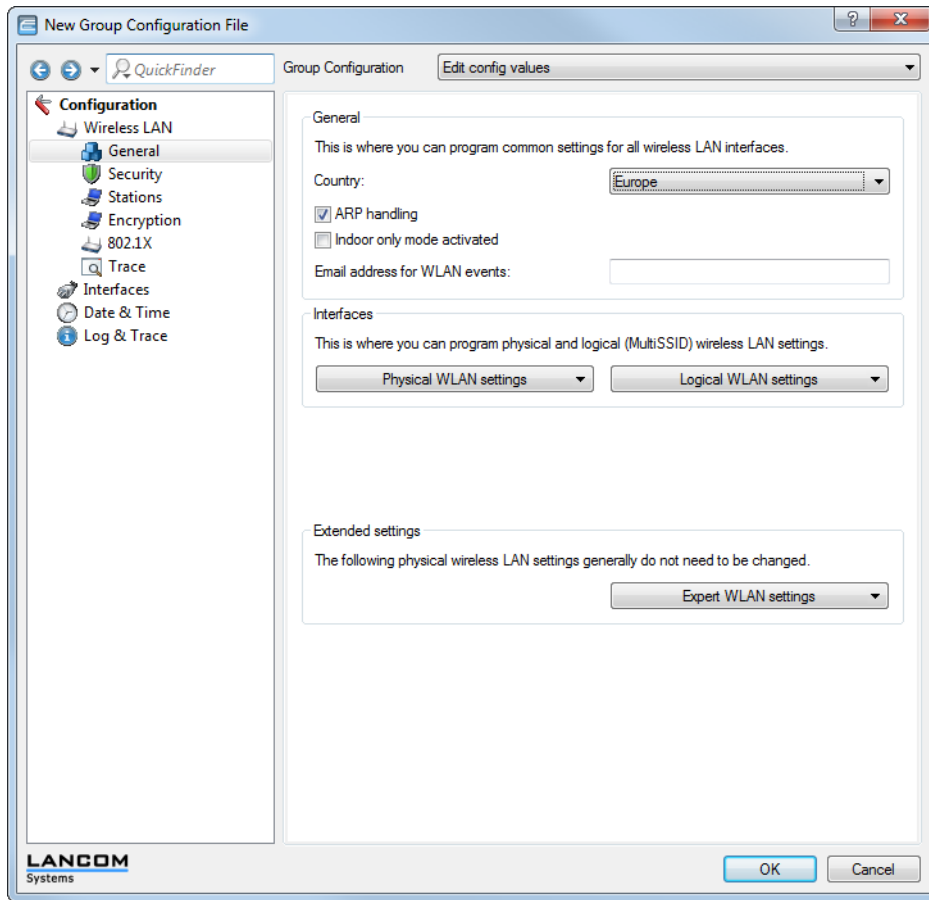 New Group Configuration File
?
X
QuickFinder
Group Configuration
Edit config values
Configuration
Wireless LAN
General
Security
Stations
Encryption
802.1X
Trace
Interfaces
Date & Time
Log & Trace
General
This is where you can program common settings for all wireless LAN interfaces.
Country:
Europe
ARP handling
Indoor only mode activated
Email address for WLAN events:
Interfaces
This is where you can program physical and logical (MultiSSID) wireless LAN settings.
Physical WLAN settings
Logical WLAN settings
Extended settings
The following physical wireless LAN settings generally do not need to be changed.
Expert WLAN settings
LANCOM
Systems
OK
Cancel